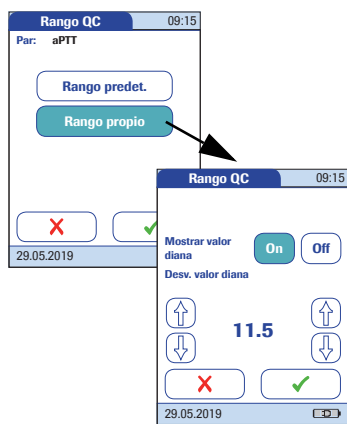 Rango QC 09:15
Par: aPTT
Rango predet.
Rango propio
29.05.2019
Rango QC 09:15
Mostrar valor
diana
On Off
Desv. valor diana
11.5
29.05.2019